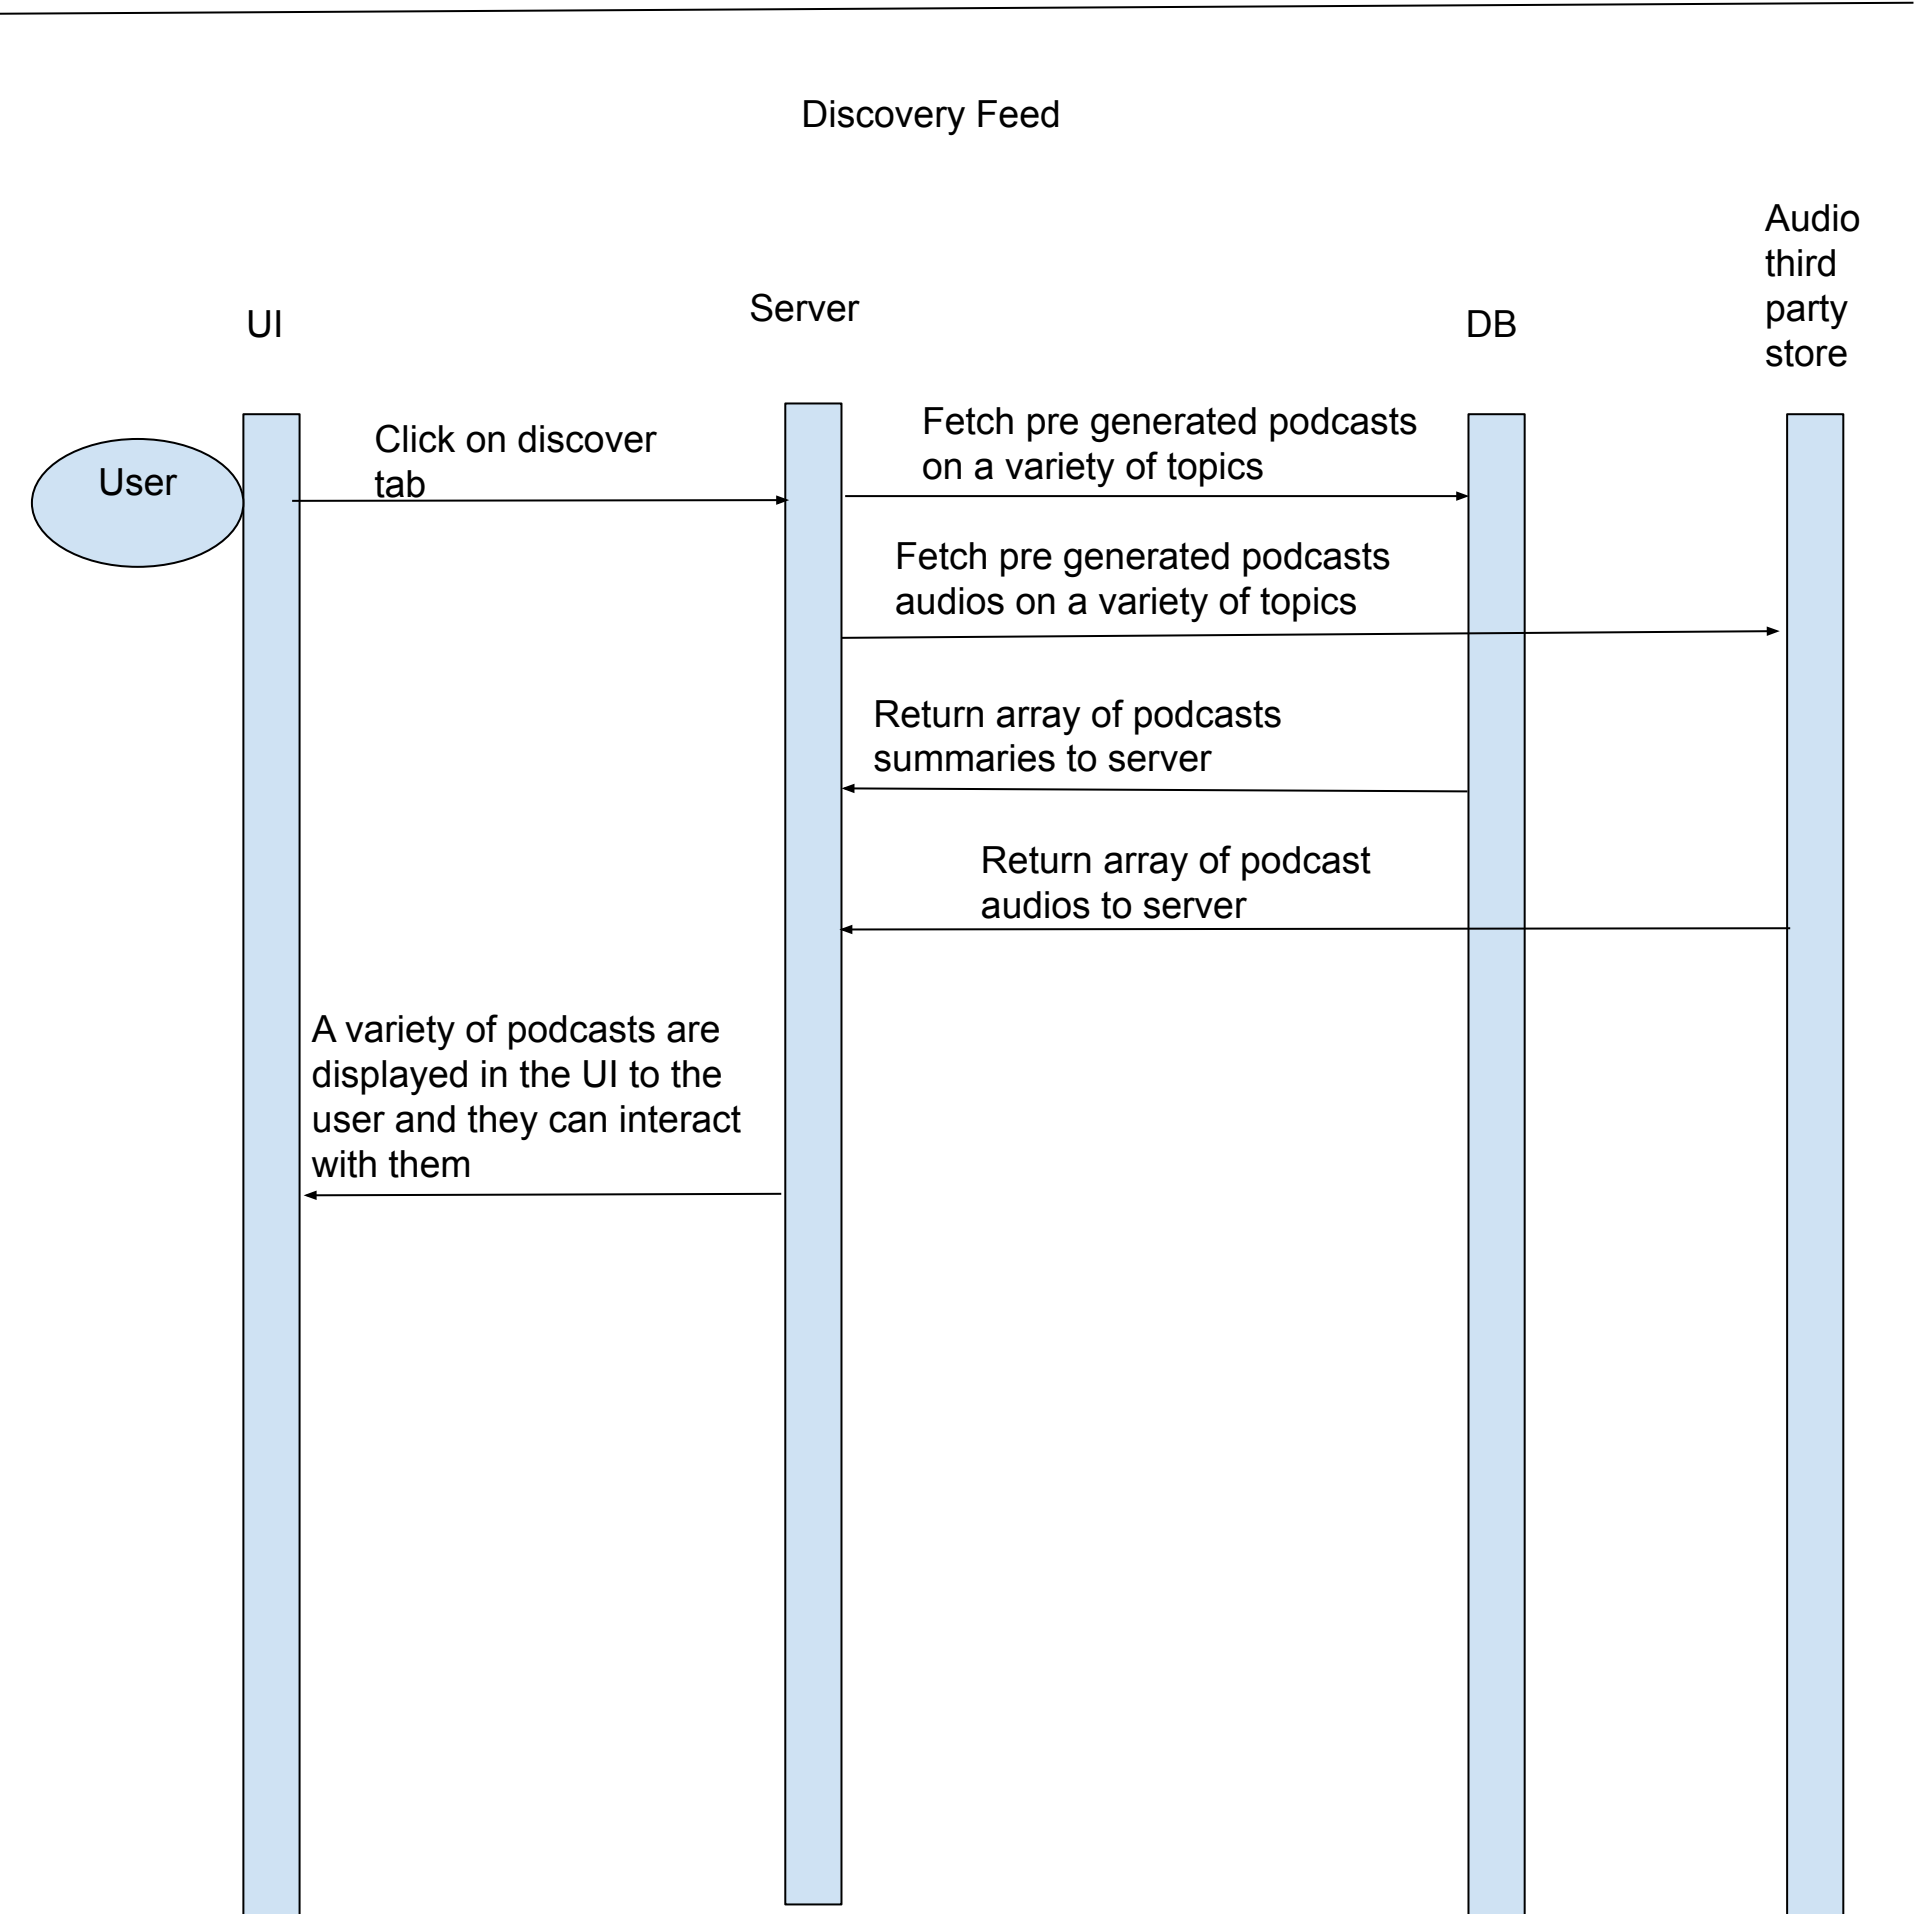 Discovery Feed
Audio
third
party
store
Server
UI
DB
User
Click on discover
tab
Fetch pre generated podcasts
on a variety of topics
Fetch pre generated podcasts
audios on a variety of topics
Return array of podcasts
summaries to server
Return array of podcast
audios to server
A variety of podcasts are
displayed in the UI to the
user and they can interact
with them